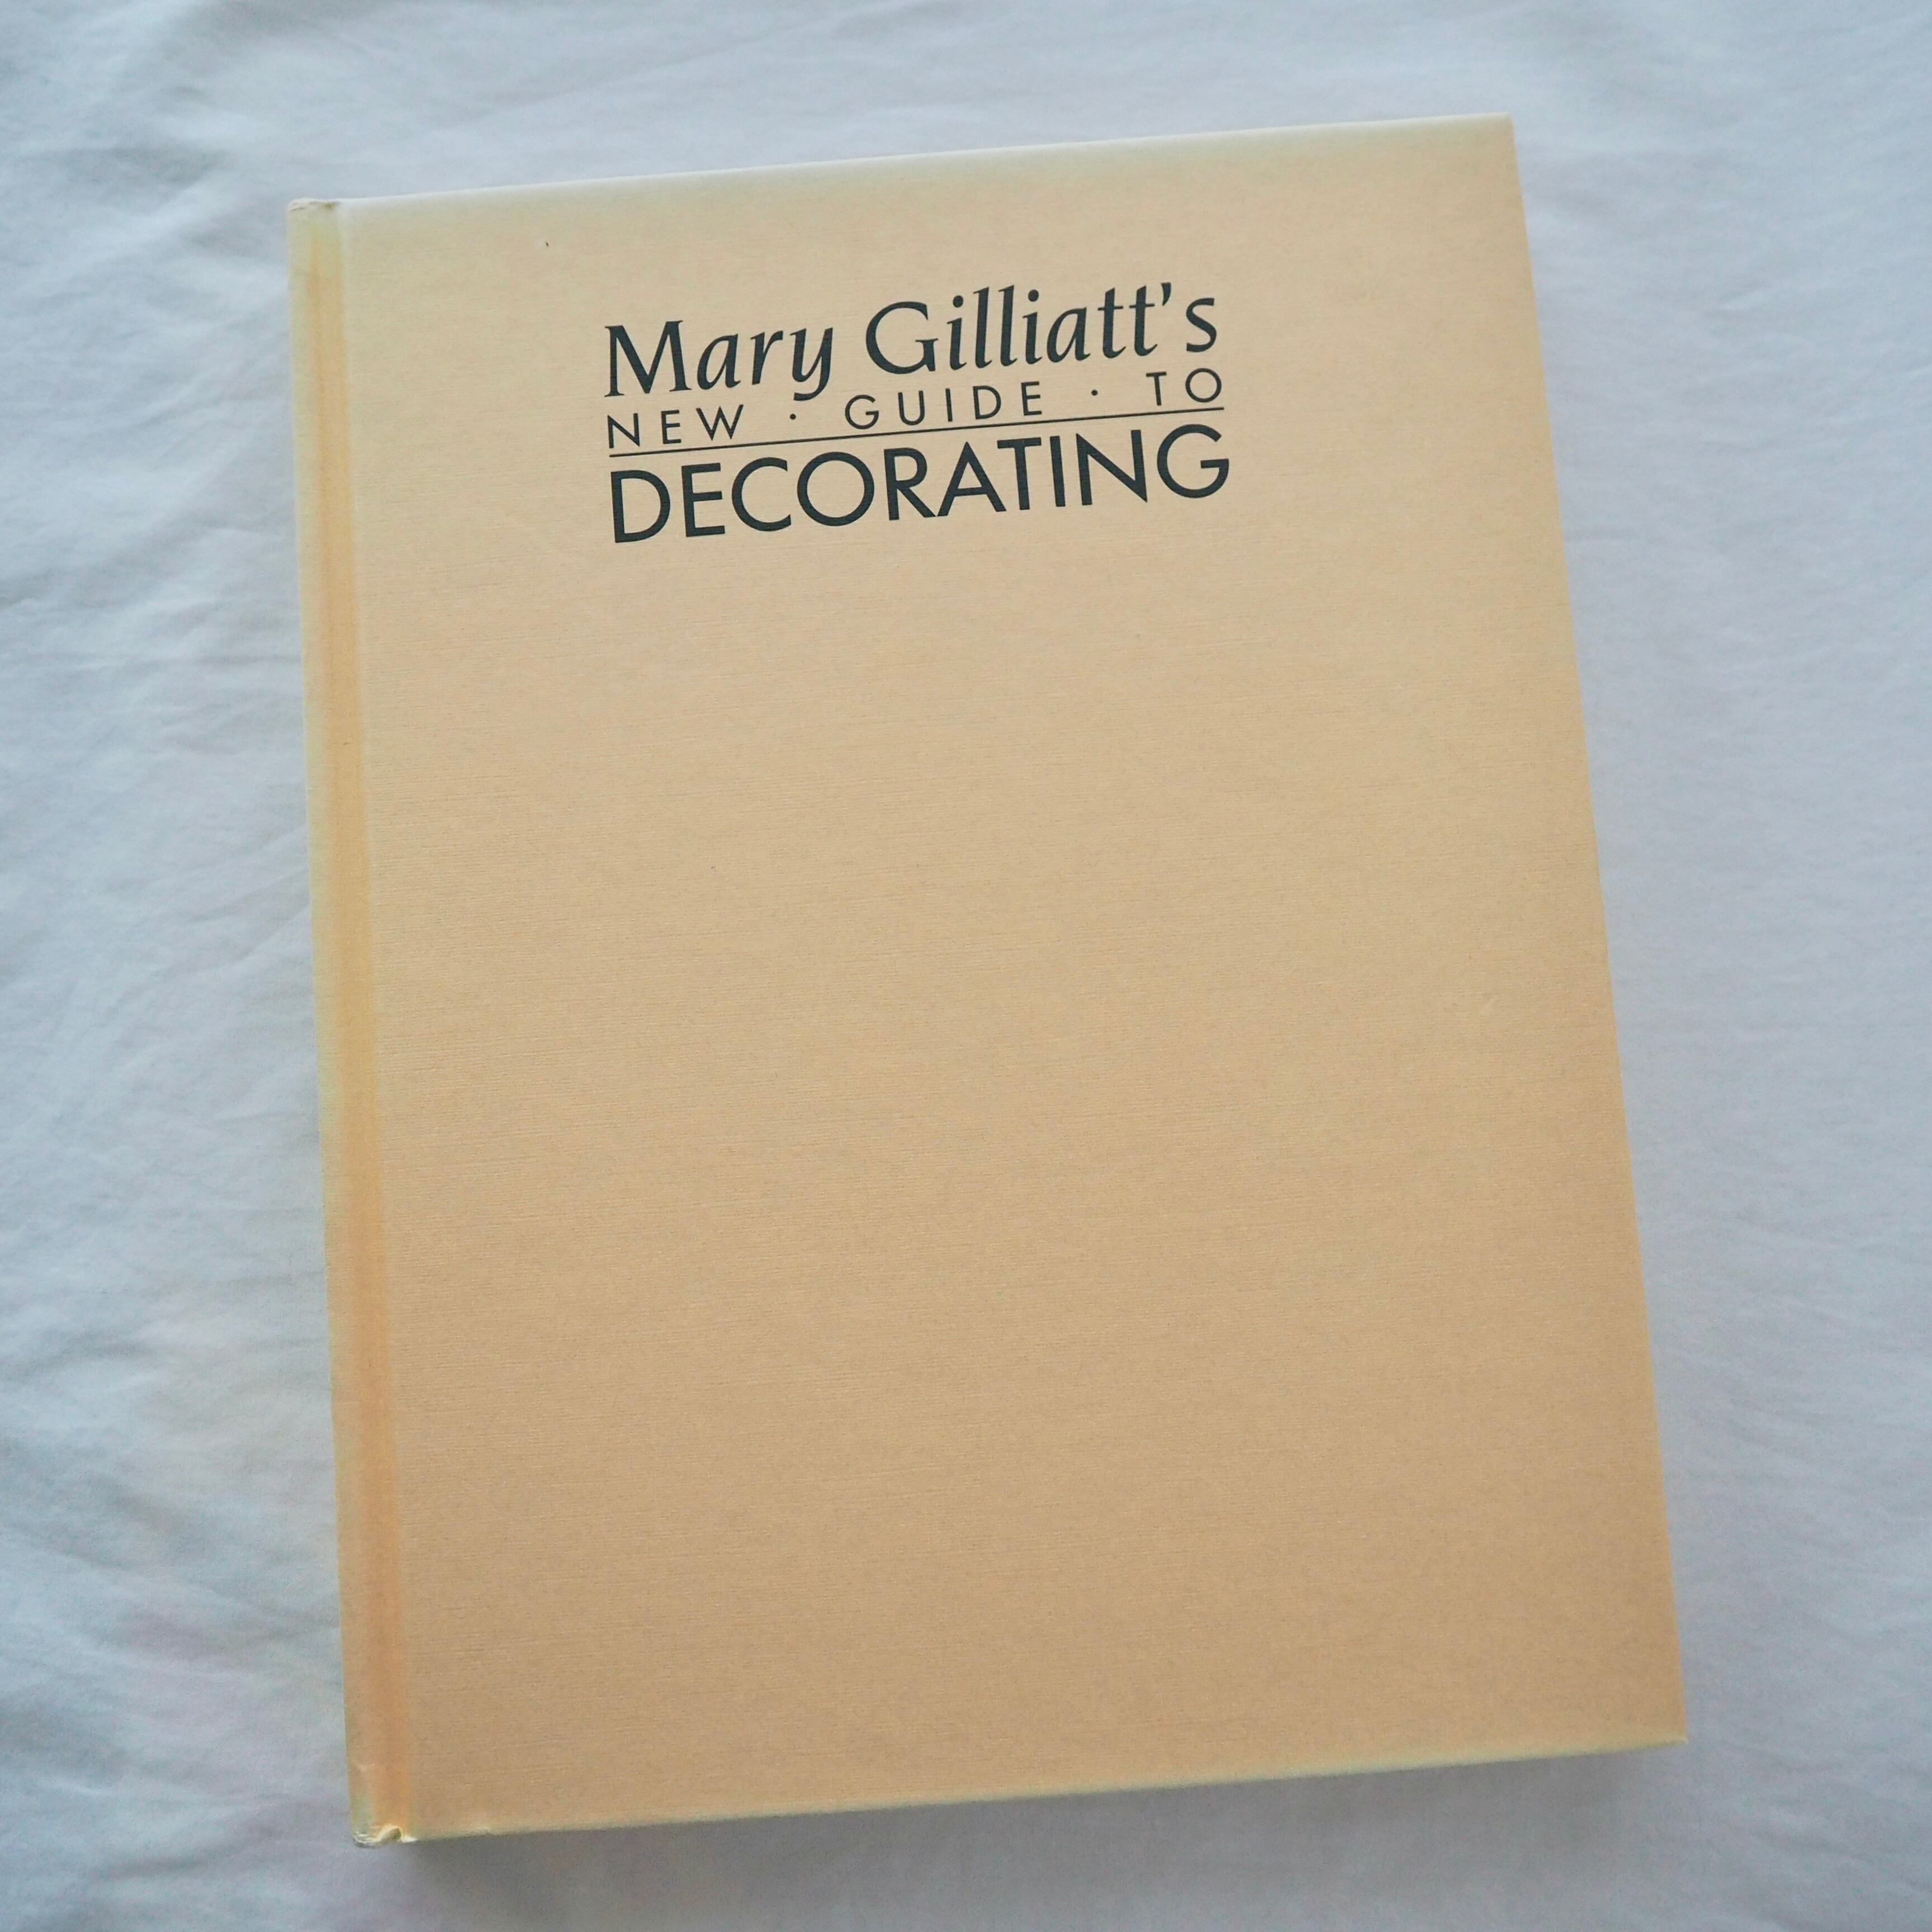 Mary Gilliatt's
NEW · GUIDE · TO
DECORATING